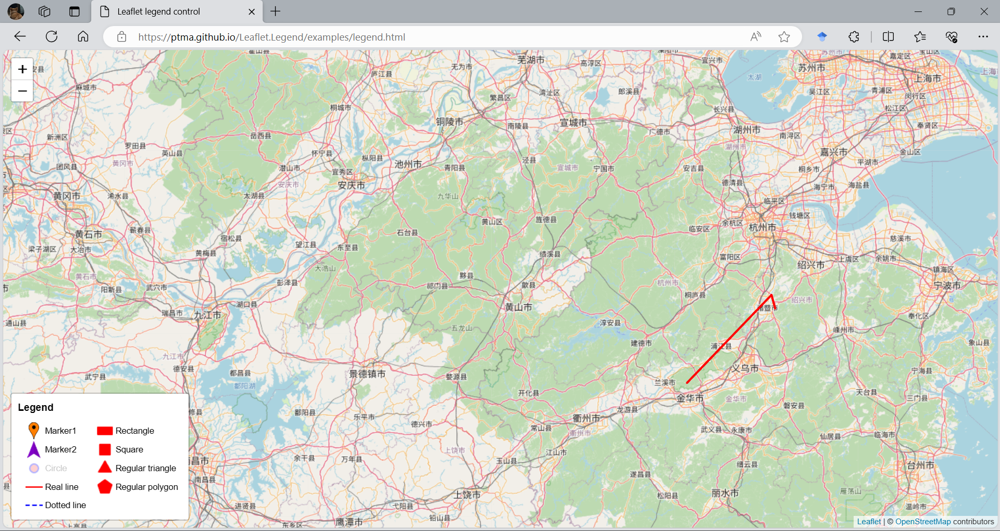 Leaflet legend control
https://ptma.github.io/Leaflet.Legend/examples/legend.html
+
−
霍山县
芜湖市
溧阳市
宜兴市
苏州市
嘉定区
宝山区
上海
无为市
高淳区
苏州市
庐江县
太湖
上海市
麻城市
繁昌区
湾沚区
郎溪县
吴江区
青浦区
闵行区
桐城市
长兴县
松江区
铜陵市
南陵县
宣城市
广德市
湖州市
南浔区
奉贤区
新洲区
岳西县
罗田县
英山县
怀宁县
枞阳县
泾县
湖州市
嘉兴市
金山区
黄冈市
团风县
潜山市
宜秀区
池州市
青阳县
宣城市
宁国市
安吉县
桐乡市
平湖市
安庆市
安庆市
德清县
海宁市
海盐县
黄冈市
浠水县
太湖县
九华山
临平区
黄石市
蕲春县
宿松县
望江县
石台县
黄山区
旌德县
临安区
余杭区
杭州市
钱塘区
慈溪市
梁子湖区
大冶市
黄梅县
东至县
绩溪县
富阳区
绍兴市
上虞区
余姚市
黄石市
大浩山
黟县
镇海区
阳新县
武穴市
彭泽县
祁门县
歙县
杭州市
宁波市
湖口县
黄山市
桐庐县
绍兴市
诸暨市
瑞昌市
九江市
通山县
五龙山
淳安县
奉化区
嵊州市
建德市
浦江县
象山县
九江市
德安县
武宁县
都昌县
景德镇市
婺源县
兰溪市
义乌市
宁海县
鄱阳湖
开化县
金华市
金华市
天台县
三门县
修县
鄱阳县
乐平市
德兴市
常山县
衢州市
龙游县
磐安县
衢州市
武义县
永康市
仙居县
临海市
上饶市
江山市
余干县
万年县
玉山县
缙云县
台州市
昌市
南昌县
遂昌县
上饶市
松阳县
丽水市
雁荡山
进贤县
弋阳县
铅山县
温岭市
上高县
东乡区
鹰潭市
Legend
Marker1
Rectangle
Marker2
Square
Circle
Regular triangle
Real line
Regular polygon
Dotted line
Leaflet | © OpenStreetMap contributors